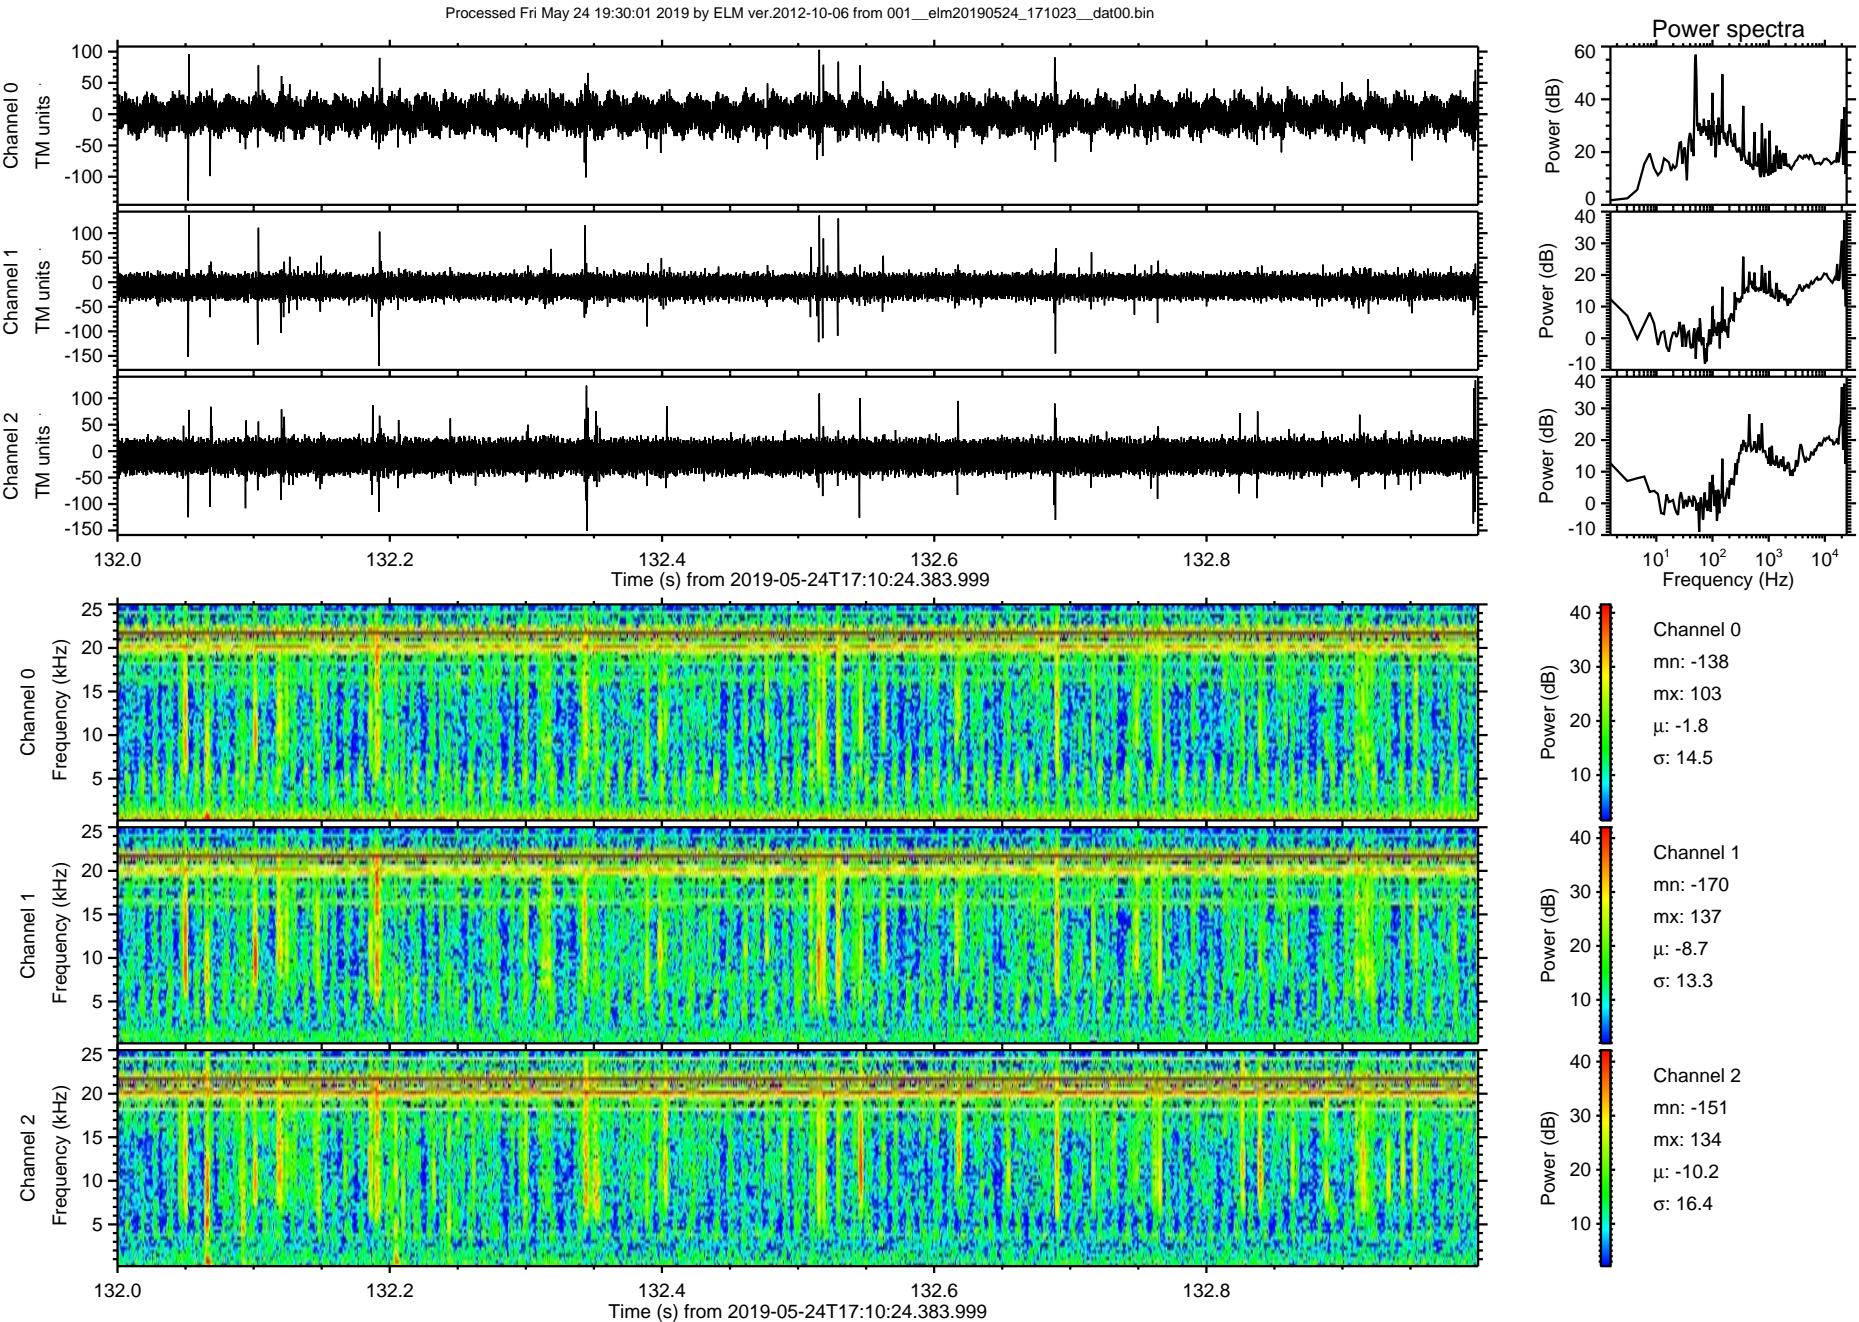 Processed Fri May 24 19:30:01 2019 by ELM ver.2012-10-06 from 001__elm20190524_171023__dat00.bin
Power spectra
Channel 0
TM units
100
50
0
-50
-100
Power (dB)
60
40
20
0
Channel 1
TM units
100
50
0
-50
-100
-150
Power (dB)
40
30
20
10
0
-10
Channel 2
TM units
100
50
0
-50
-100
-150
Power (dB)
40
30
20
10
0
-10
132.0 132.2 132.4 132.6 132.8
Time (s) from 2019-05-24T17:10:24.383.999
10¹ 10² 10³ 10⁴
Frequency (Hz)
Channel 0
Frequency (kHz)
25
20
15
10
5
Power (dB)
40
30
20
10
Channel 0
mn: -138
mx: 103
µ: -1.8
σ: 14.5
Channel 1
Frequency (kHz)
25
20
15
10
5
Power (dB)
40
30
20
10
Channel 1
mn: -170
mx: 137
µ: -8.7
σ: 13.3
Channel 2
Frequency (kHz)
25
20
15
10
5
Power (dB)
40
30
20
10
Channel 2
mn: -151
mx: 134
µ: -10.2
σ: 16.4
132.0 132.2 132.4 132.6 132.8
Time (s) from 2019-05-24T17:10:24.383.999